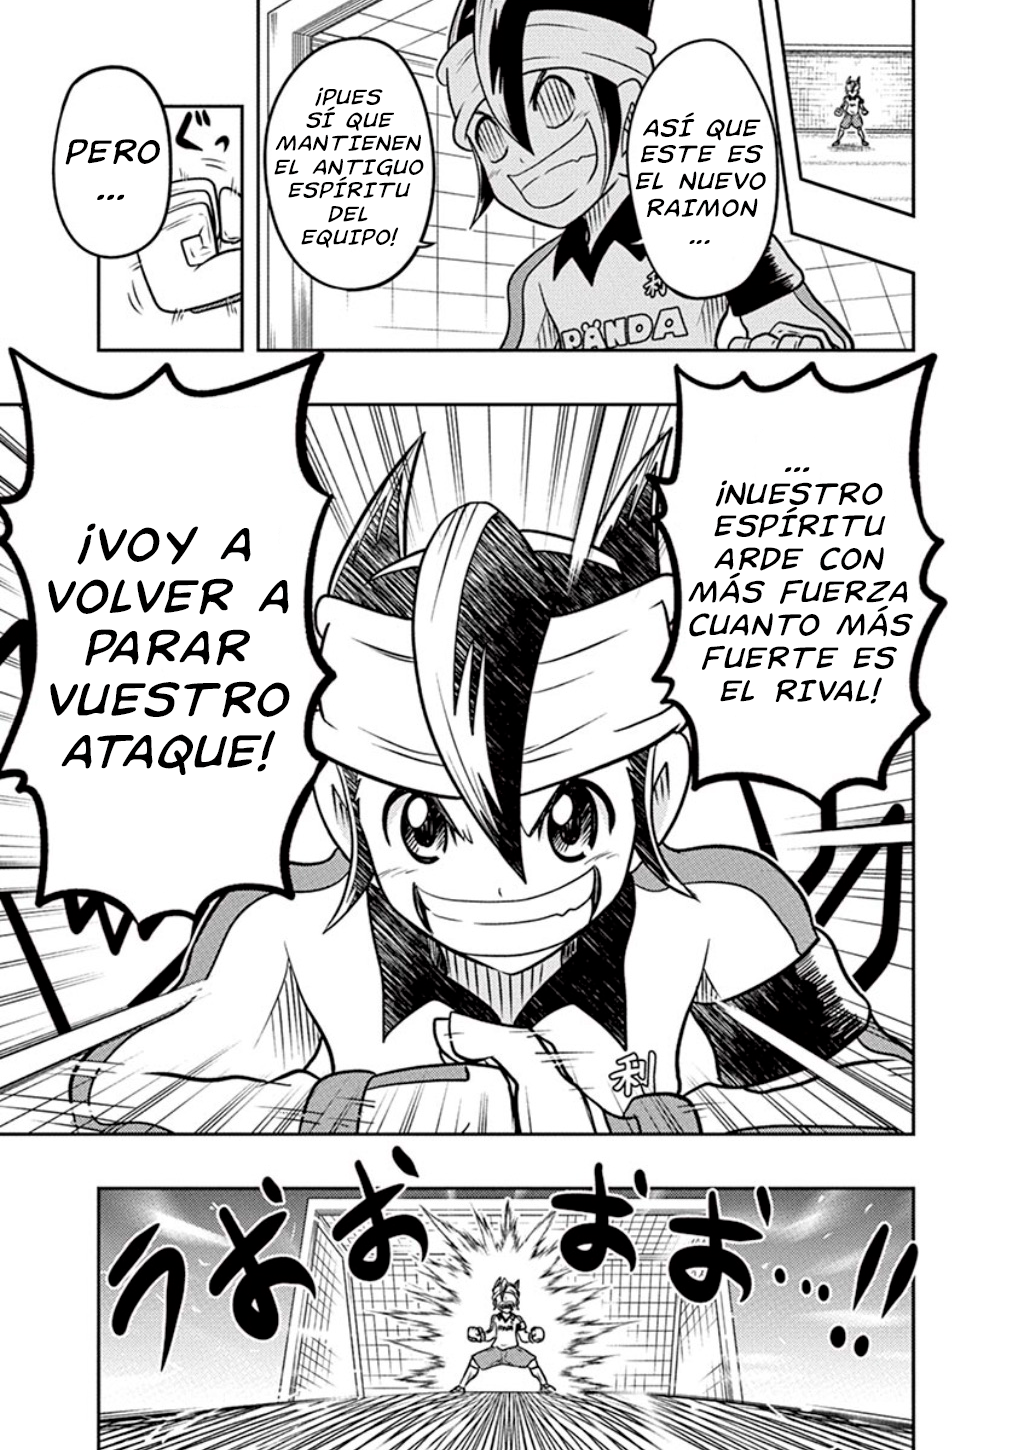 ASÍ QUE
ESTE ES
EL NUEVO
RAIMON
...
¡PUES
SÍ QUE
MANTIENEN
EL ANTIGUO
ESPÍRITU
DEL
EQUIPO!
利
PANDA
PERO
...
ぐっ
...
¡NUESTRO
ESPÍRITU
ARDE CON
MÁS FUERZA
CUANTO MÁS
FUERTE ES
EL RIVAL!
¡VOY A
VOLVER A
PARAR
VUESTRO
ATAQUE!
利
うおおおお…!!